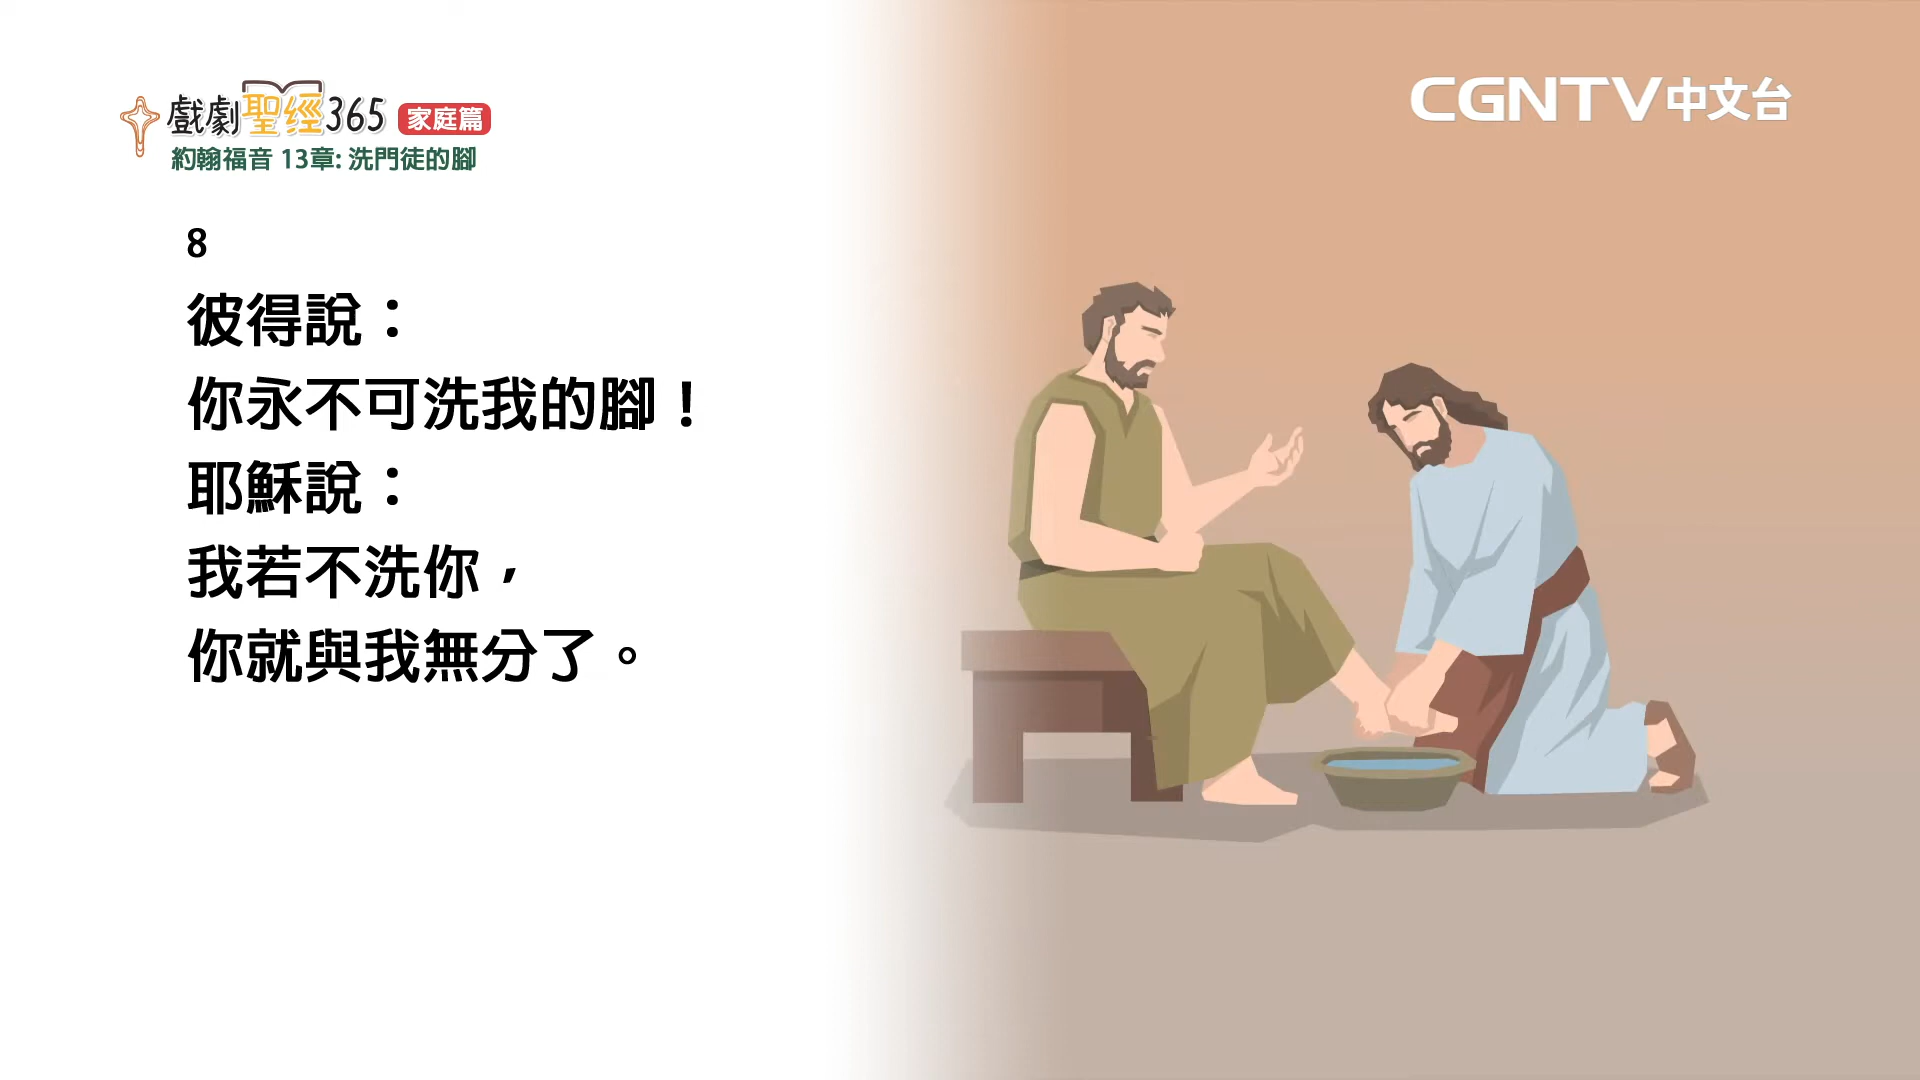 戲劇聖經365 家庭篇
約翰福音 13章: 洗門徒的腳
CGNTV中文台
8
彼得說：
你永不可洗我的腳！
耶穌說：
我若不洗你，
你就與我無分了。